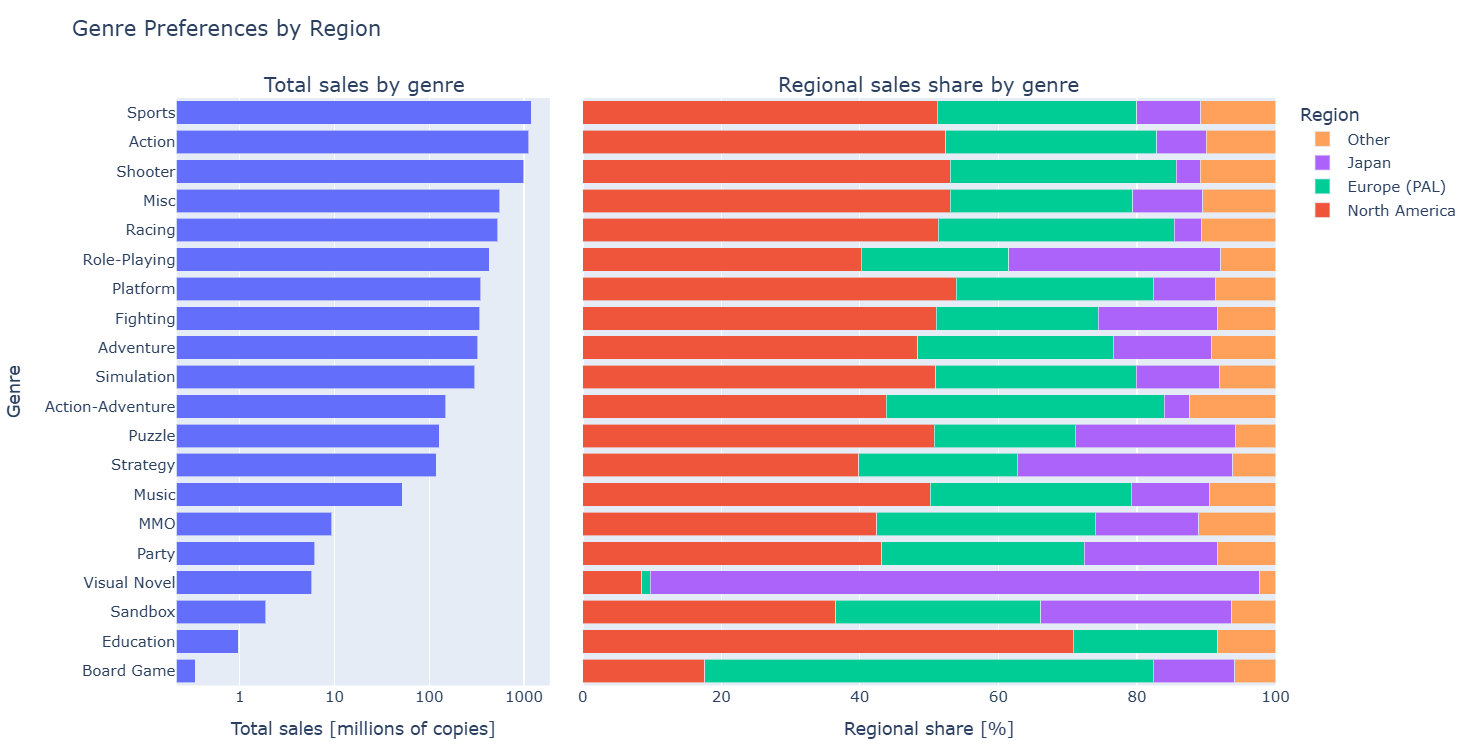 Genre Preferences by Region
Total sales by genre
Regional sales share by genre
Genre
Sports
Action
Shooter
Misc
Racing
Role-Playing
Platform
Fighting
Adventure
Simulation
Action-Adventure
Puzzle
Strategy
Music
MMO
Party
Visual Novel
Sandbox
Education
Board Game
1 10 100 1000
Total sales [millions of copies]
0 20 40 60 80 100
Regional share [%]
Region
Other
Japan
Europe (PAL)
North America